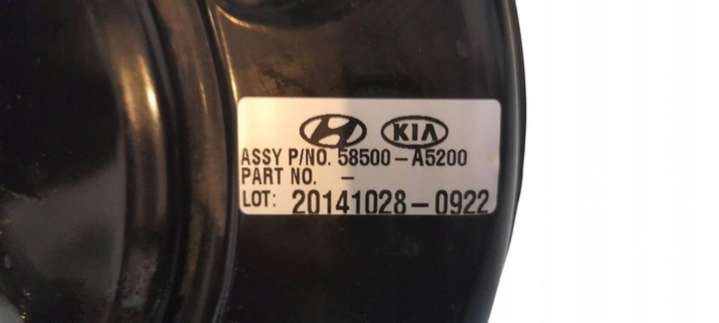 KIA
ASSY P/NO. 58500-A5200
PART NO. -
LOT: 20141028-0922